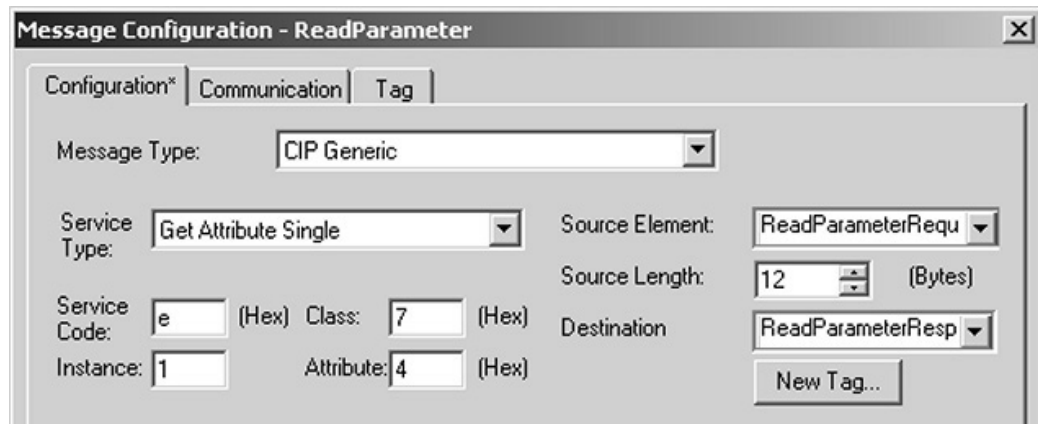 Message Configuration - ReadParameter
Configuration* Communication Tag
Message Type: CIP Generic
Service Type: Get Attribute Single
Source Element: ReadParameterRequ
Source Length: 12 (Bytes)
Service Code: e (Hex) Class: 7 (Hex)
Destination ReadParameterResp
Instance: 1 Attribute: 4 (Hex)
New Tag...